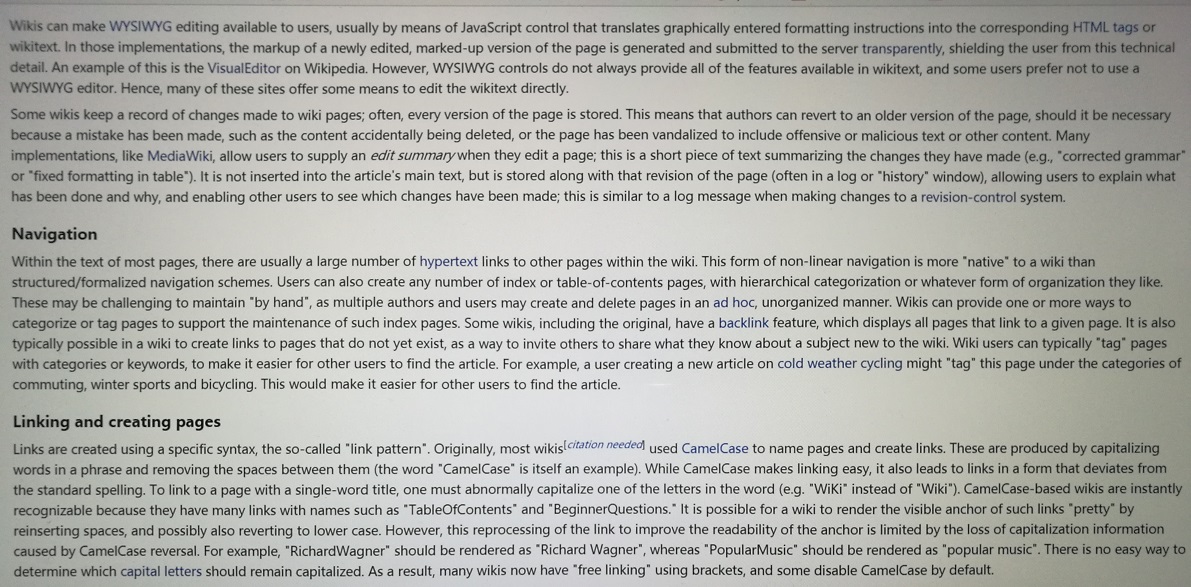 Wikis can make WYSIWYG editing available to users, usually by means of JavaScript control that translates graphically entered formatting instructions into the corresponding HTML tags or
wikitext. In those implementations, the markup of a newly edited, marked-up version of the page is generated and submitted to the server transparently, shielding the user from this technical
detail. An example of this is the VisualEditor on Wikipedia. However, WYSIWYG controls do not always provide all of the features available in wikitext, and some users prefer not to use a
WYSIWYG editor. Hence, many of these sites offer some means to edit the wikitext directly.
Some wikis keep a record of changes made to wiki pages; often, every version of the page is stored. This means that authors can revert to an older version of the page, should it be necessary
because a mistake has been made, such as the content accidentally being deleted, or the page has been vandalized to include offensive or malicious text or other content. Many
implementations, like MediaWiki, allow users to supply an edit summary when they edit a page; this is a short piece of text summarizing the changes they have made (e.g., "corrected grammar"
or "fixed formatting in table"). It is not inserted into the article's main text, but is stored along with that revision of the page (often in a log or "history" window), allowing users to explain what
has been done and why, and enabling other users to see which changes have been made; this is similar to a log message when making changes to a revision-control system.
Navigation
Within the text of most pages, there are usually a large number of hypertext links to other pages within the wiki. This form of non-linear navigation is more "native" to a wiki than
structured/formalized navigation schemes. Users can also create any number of index or table-of-contents pages, with hierarchical categorization or whatever form of organization they like.
These may be challenging to maintain "by hand", as multiple authors and users may create and delete pages in an ad hoc, unorganized manner. Wikis can provide one or more ways to
categorize or tag pages to support the maintenance of such index pages. Some wikis, including the original, have a backlink feature, which displays all pages that link to a given page. It is also
typically possible in a wiki to create links to pages that do not yet exist, as a way to invite others to share what they know about a subject new to the wiki. Wiki users can typically "tag" pages
with categories or keywords, to make it easier for other users to find the article. For example, a user creating a new article on cold weather cycling might "tag" this page under the categories of
commuting, winter sports and bicycling. This would make it easier for other users to find the article.
Linking and creating pages
Links are created using a specific syntax, the so-called "link pattern". Originally, most wikis[citation needed] used CamelCase to name pages and create links. These are produced by capitalizing
words in a phrase and removing the spaces between them (the word "CamelCase" is itself an example). While CamelCase makes linking easy, it also leads to links in a form that deviates from
the standard spelling. To link to a page with a single-word title, one must abnormally capitalize one of the letters in the word (e.g. "WiKi" instead of "Wiki"). CamelCase-based wikis are instantly
recognizable because they have many links with names such as "TableOfContents" and "BeginnerQuestions." It is possible for a wiki to render the visible anchor of such links "pretty" by
reinserting spaces, and possibly also reverting to lower case. However, this reprocessing of the link to improve the readability of the anchor is limited by the loss of capitalization information
caused by CamelCase reversal. For example, "RichardWagner" should be rendered as "Richard Wagner", whereas "PopularMusic" should be rendered as "popular music". There is no easy way to
determine which capital letters should remain capitalized. As a result, many wikis now have "free linking" using brackets, and some disable CamelCase by default.